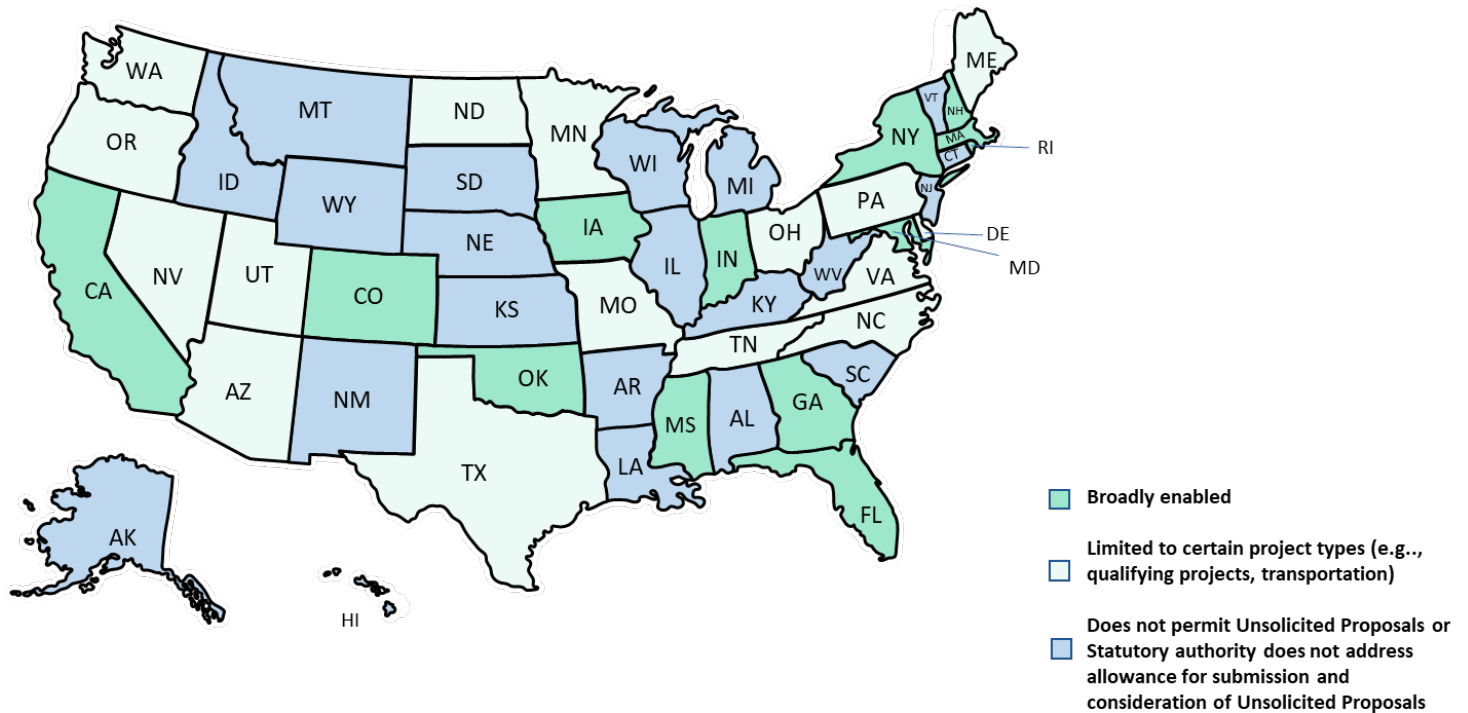 WA
MT
ND
MN
ME
OR
ID
WY
SD
WI
MI
NY
VT
NH
MA
CT
RI
NJ
PA
NE
IA
IL
IN
OH
DE
MD
CA
NV
UT
CO
KS
MO
KY
WV
VA
NC
TN
AZ
NM
OK
AR
SC
TX
LA
MS
AL
GA
FL
AK
HI
Broadly enabled
Limited to certain project types (e.g..,
qualifying projects, transportation)
Does not permit Unsolicited Proposals or
Statutory authority does not address
allowance for submission and
consideration of Unsolicited Proposals